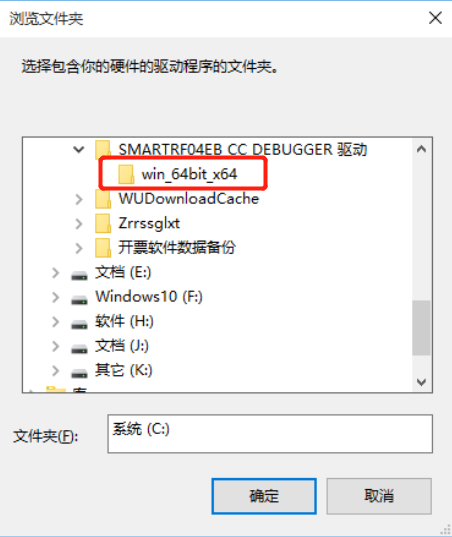 浏览文件夹
选择包含你的硬件的驱动程序的文件夹。
SMARTRF04EB CC DEBUGGER 驱动
win_64bit_x64
WUDownloadCache
Zrrssglxt
开票软件数据备份
文档 (E:)
Windows10 (F:)
软件 (H:)
文档 (J:)
其它 (K:)
文件夹(F):
系统 (C:)
确定
取消